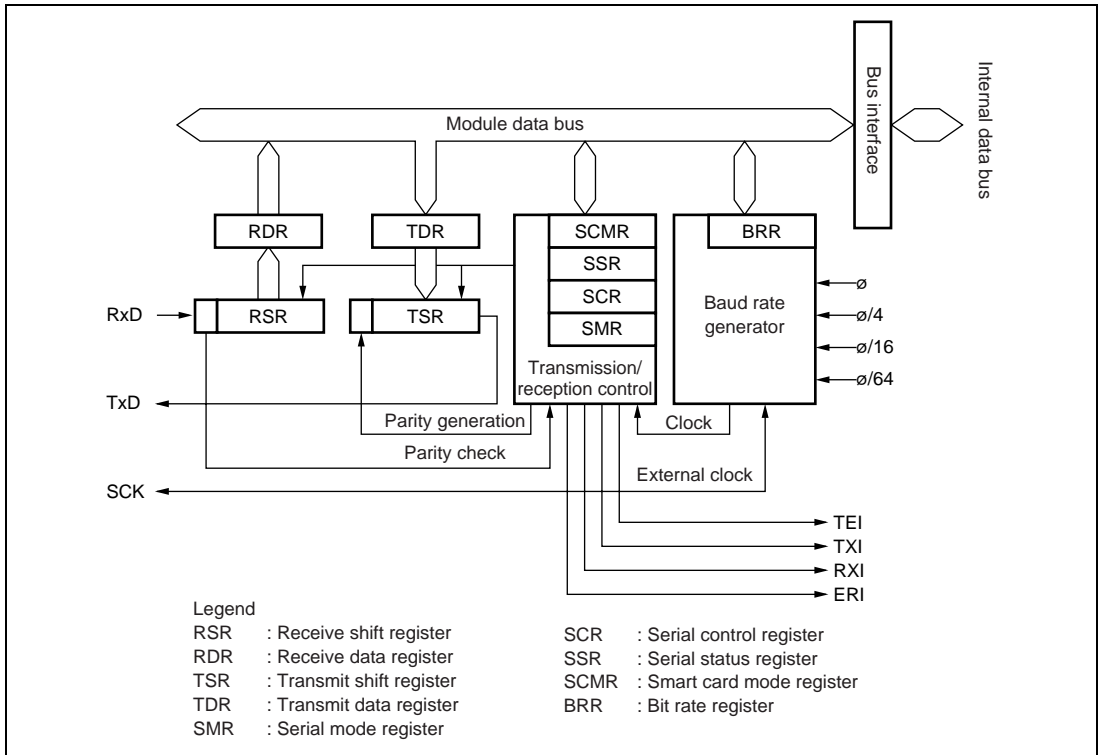 Bus interface
Internal data bus
Module data bus
RDR
TDR
SCMR
BRR
SSR
SCR
SMR
RxD
RSR
TSR
Baud rate
generator
ø
ø/4
ø/16
ø/64
Transmission/
reception control
TxD
Parity generation
Clock
Parity check
External clock
SCK
TEI
TXI
RXI
ERI
Legend
RSR : Receive shift register
RDR : Receive data register
TSR : Transmit shift register
TDR : Transmit data register
SMR : Serial mode register
SCR : Serial control register
SSR : Serial status register
SCMR : Smart card mode register
BRR : Bit rate register